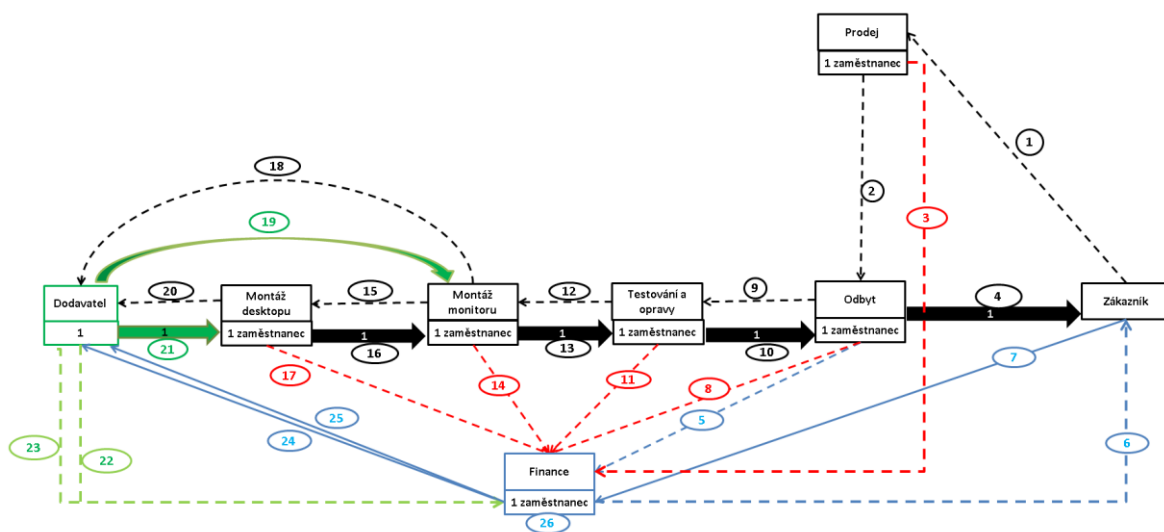 Prodej
1 zaměstnanec
1
2
3
18
19
Dodavatel
1
20
1
21
Montáž
desktopu
1 zaměstnanec
15
1
16
Montáž
monitoru
1 zaměstnanec
12
1
13
Testování a
opravy
1 zaměstnanec
9
1
10
Odbyt
1 zaměstnanec
4
1
Zákazník
17
14
11
8
7
25
24
5
6
23
22
Finance
1 zaměstnanec
26